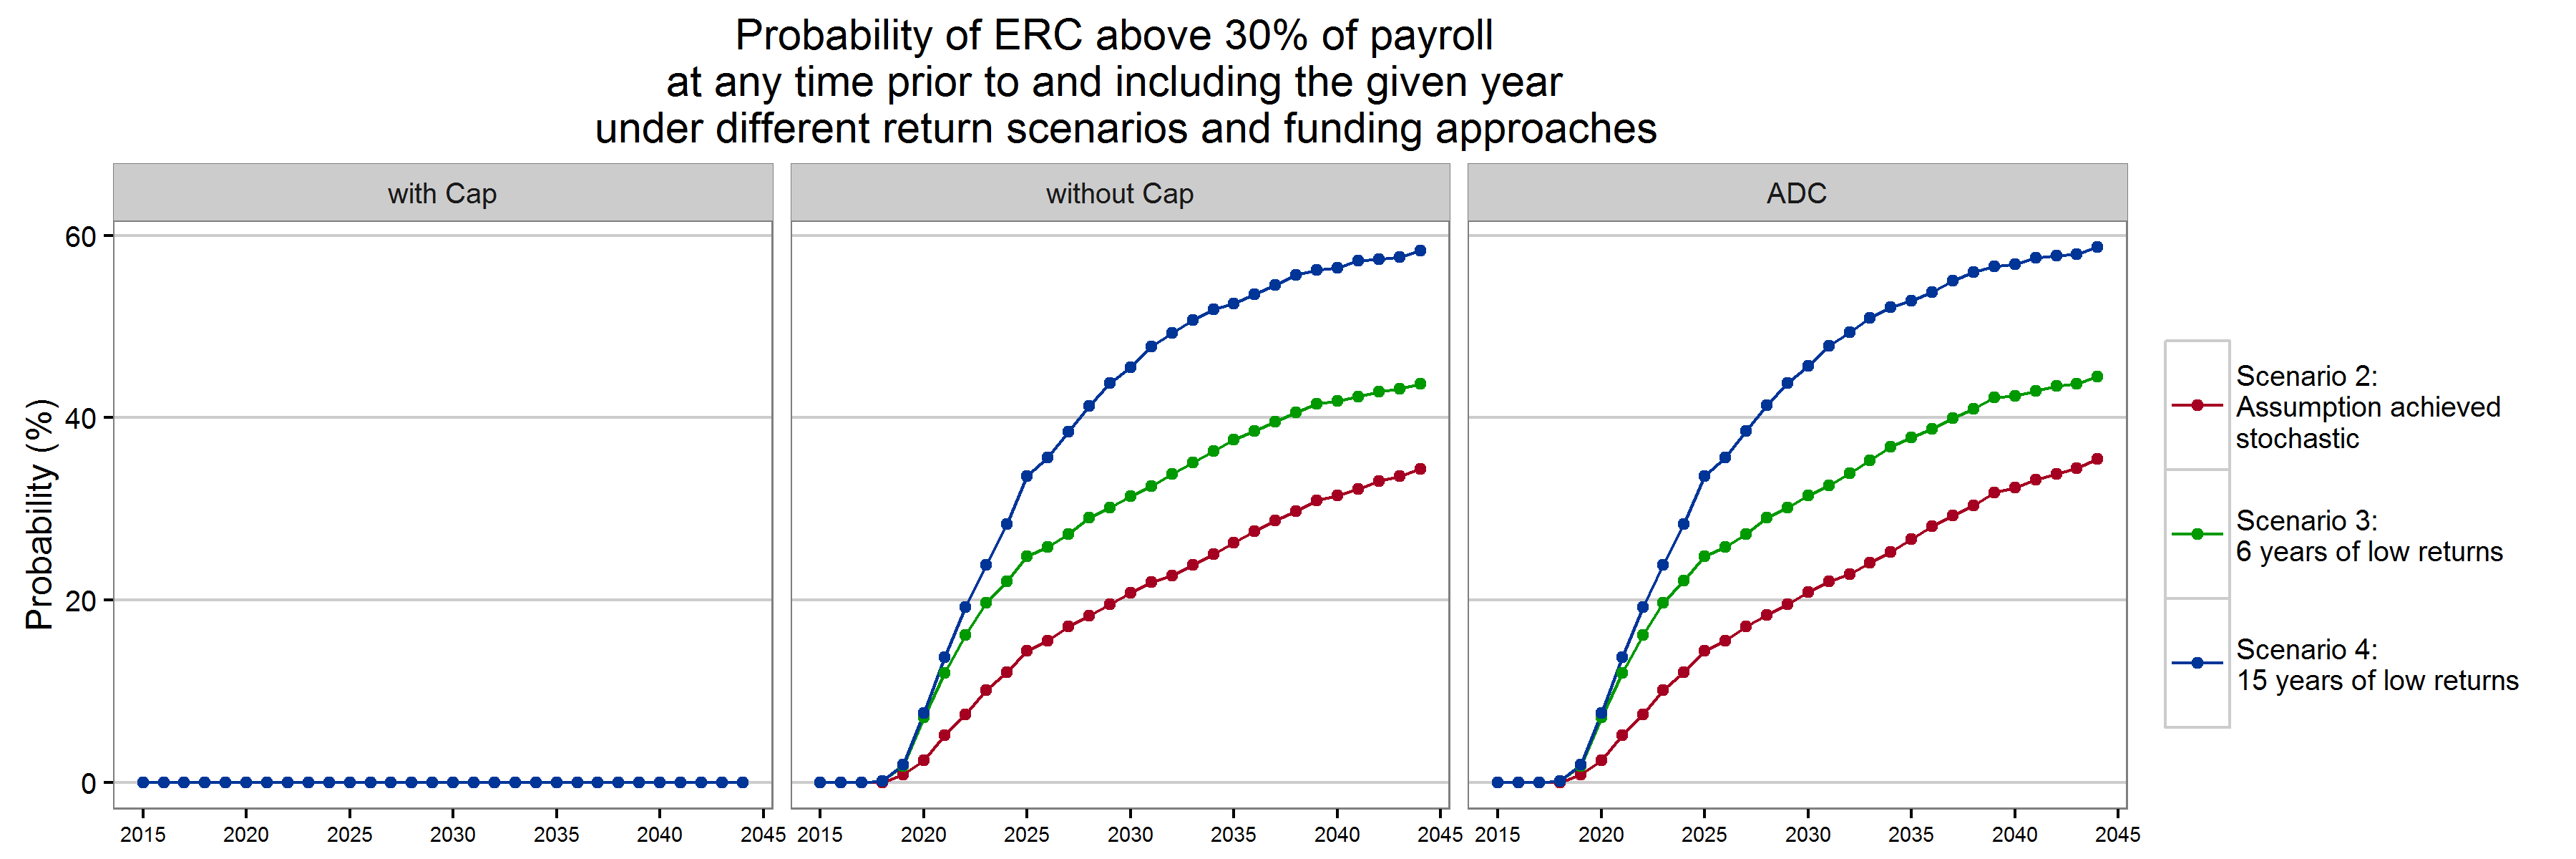 Probability of ERC above 30% of payroll
at any time prior to and including the given year
under different return scenarios and funding approaches
with Cap
without Cap
ADC
Probability (%)
60
40
20
0
2015 2020 2025 2030 2035 2040 2045
2015 2020 2025 2030 2035 2040 2045
2015 2020 2025 2030 2035 2040 2045
Scenario 2:
Assumption achieved
stochastic
Scenario 3:
6 years of low returns
Scenario 4:
15 years of low returns